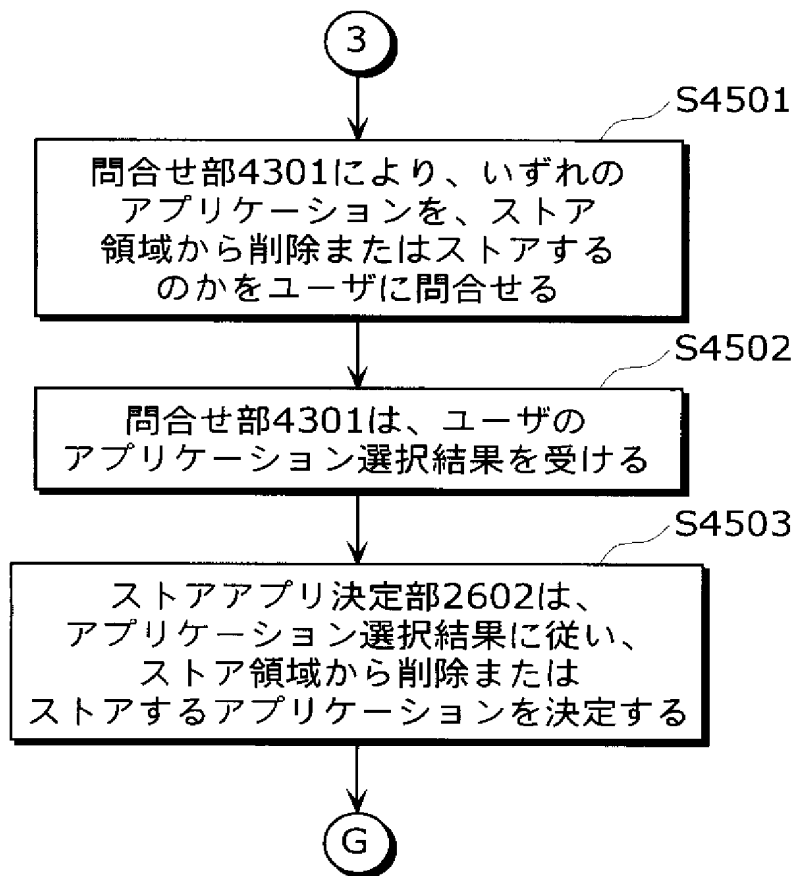 3
S4501
問合せ部4301により、いずれの
アプリケーションを、ストア
領域から削除またはストアする
のかをユーザに問合せる
S4502
問合せ部4301は、ユーザの
アプリケーション選択結果を受ける
S4503
ストアアプリ決定部2602は、
アプリケーション選択結果に従い、
ストア領域から削除または
ストアするアプリケーションを決定する
G